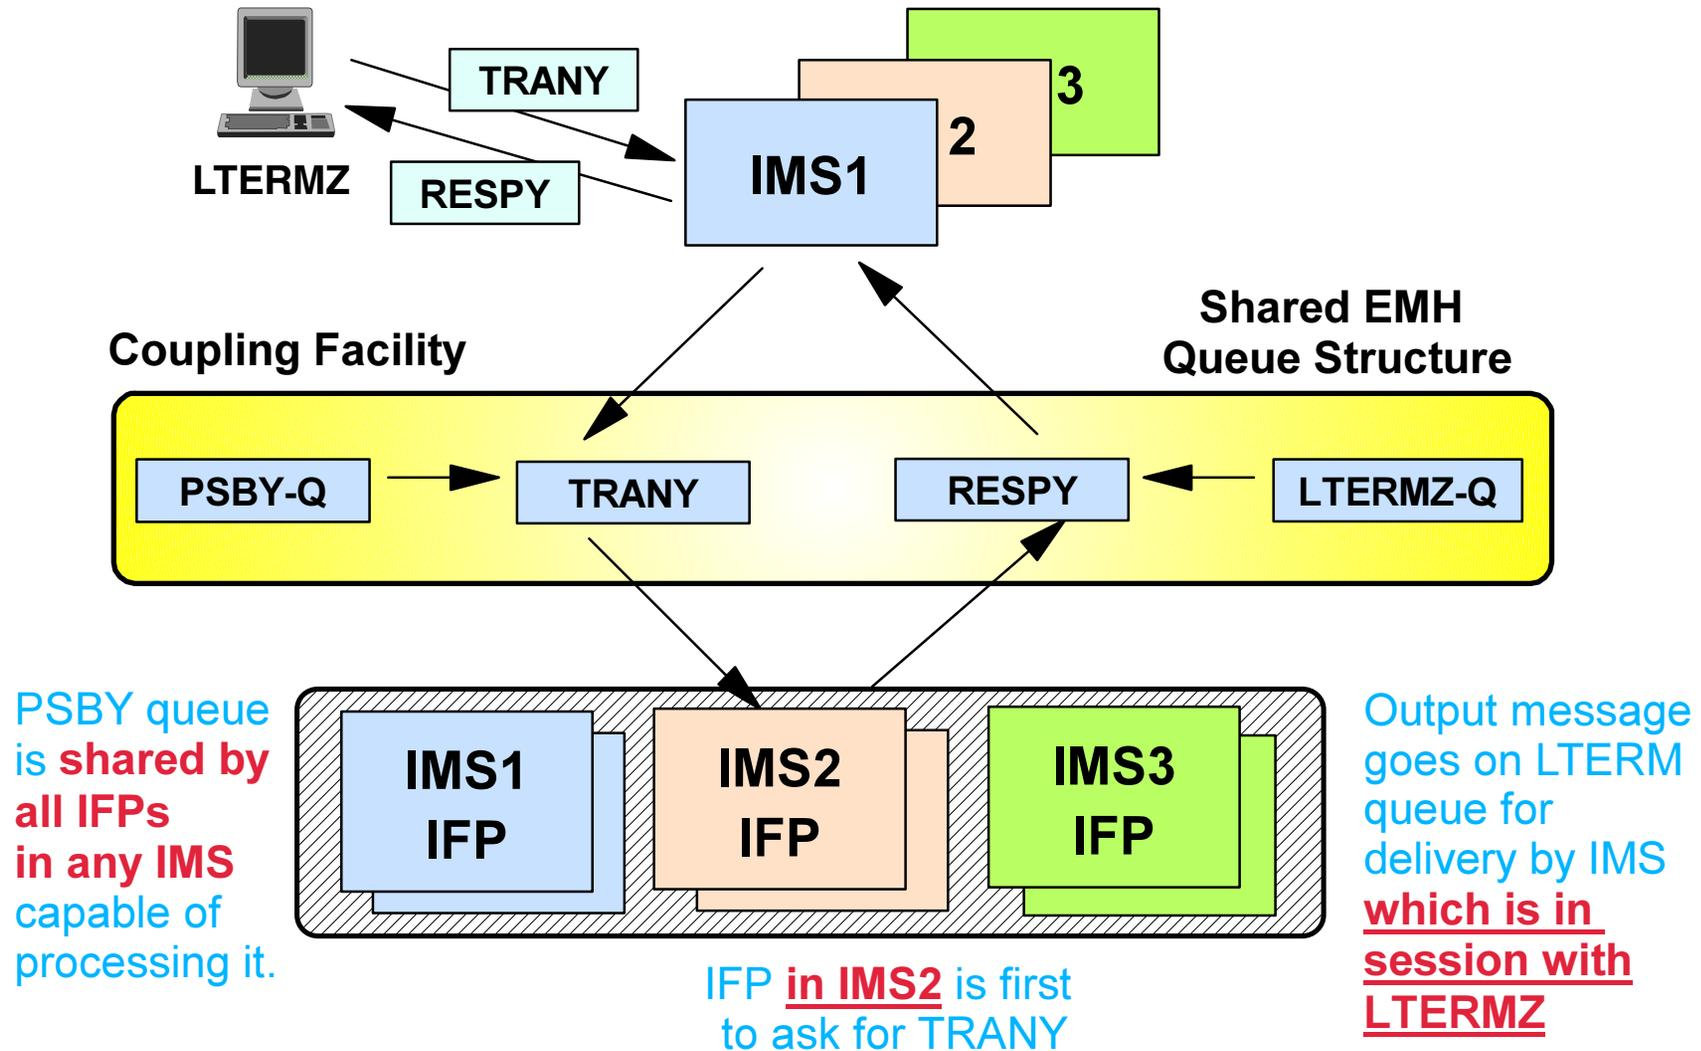 TRANY
3
2
IMS1
LTERMZ
RESPY
Coupling Facility
Shared EMH
Queue Structure
PSBY-Q
TRANY
RESPY
LTERMZ-Q
PSBY queue
is shared by
all IFPs
in any IMS
capable of
processing it.
IMS1
IFP
IMS2
IFP
IMS3
IFP
Output message
goes on LTERM
queue for
delivery by IMS
which is in
session with
LTERMZ
IFP in IMS2 is first
to ask for TRANY